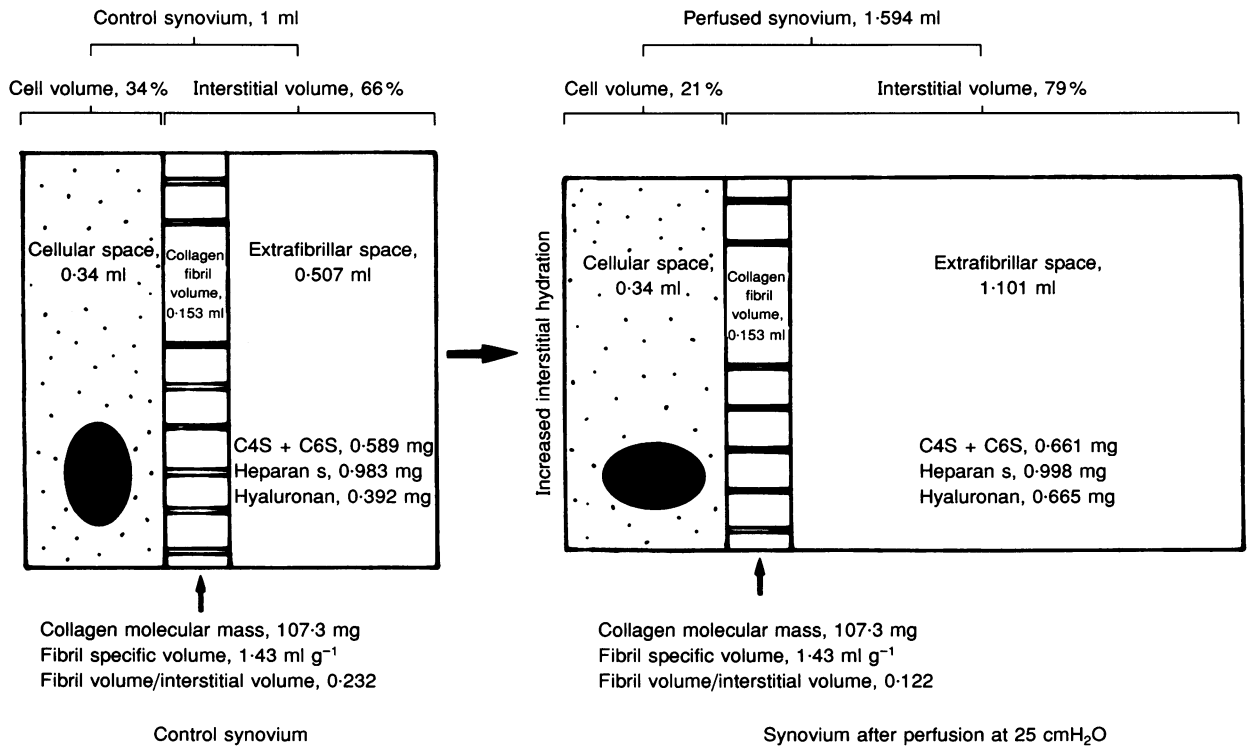 Control synovium, 1 ml
Cell volume, 34%
Interstitial volume, 66%
Cellular space,
0·34 ml
Collagen
fibril
volume,
0·153 ml
Extrafibrillar space,
0·507 ml
C4S + C6S, 0·589 mg
Heparan s, 0·983 mg
Hyaluronan, 0·392 mg
Collagen molecular mass, 107·3 mg
Fibril specific volume, 1·43 ml g⁻¹
Fibril volume/interstitial volume, 0·232
Control synovium
Perfused synovium, 1·594 ml
Cell volume, 21%
Interstitial volume, 79%
Increased interstitial hydration
Cellular space,
0·34 ml
Collagen
fibril
volume,
0·153 ml
Extrafibrillar space,
1·101 ml
C4S + C6S, 0·661 mg
Heparan s, 0·998 mg
Hyaluronan, 0·665 mg
Collagen molecular mass, 107·3 mg
Fibril specific volume, 1·43 ml g⁻¹
Fibril volume/interstitial volume, 0·122
Synovium after perfusion at 25 cmH₂O